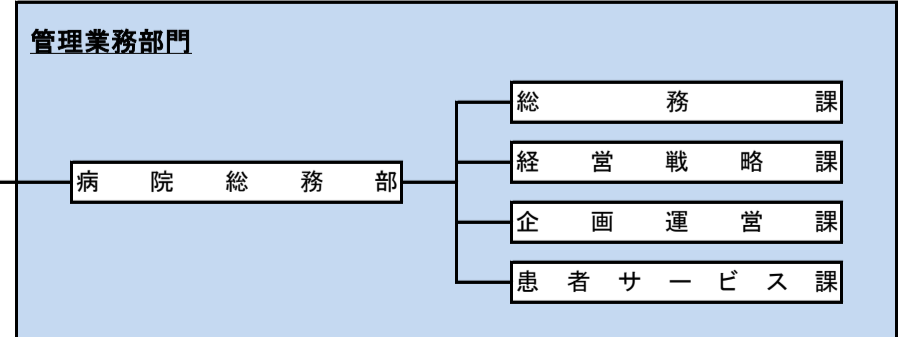 管理業務部門
総務課
経営戦略課
病院総務部
企画運営課
患者サービス課